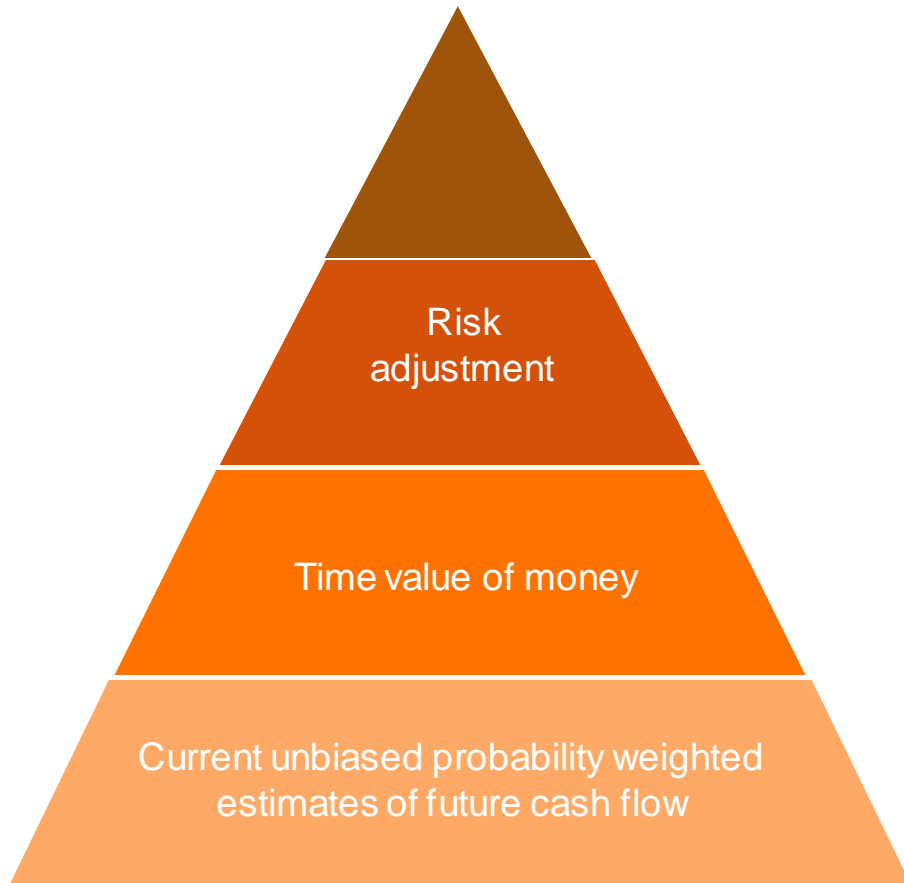 Risk
adjustment
Time value of money
Current unbiased probability weighted
estimates of future cash flow